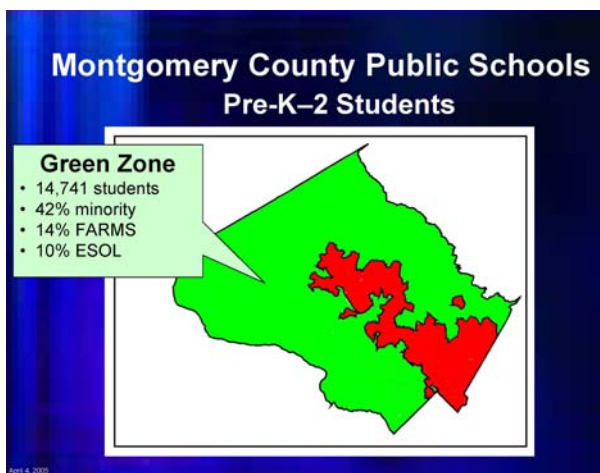 Montgomery County Public Schools
Pre-K–2 Students
Green Zone
• 14,741 students
• 42% minority
• 14% FARMS
• 10% ESOL
April 4, 2005